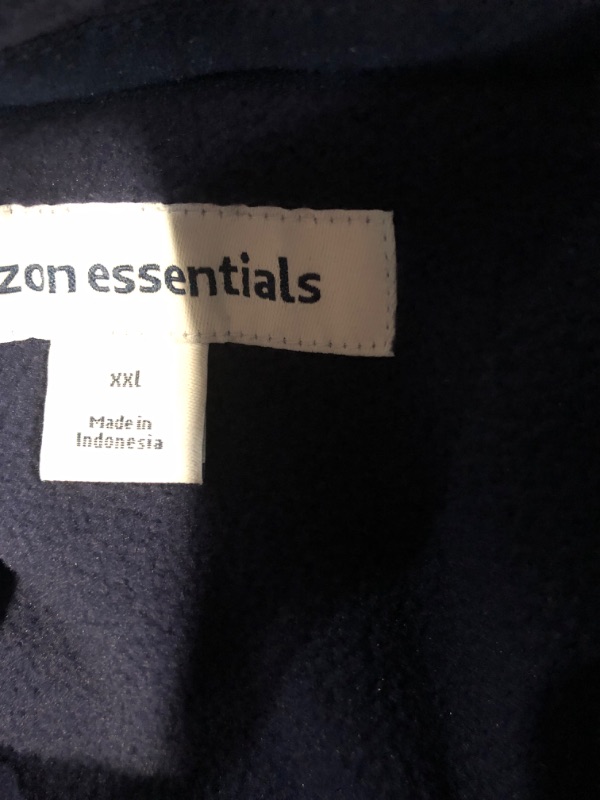 zon essentials
xxl
Made in
Indonesia